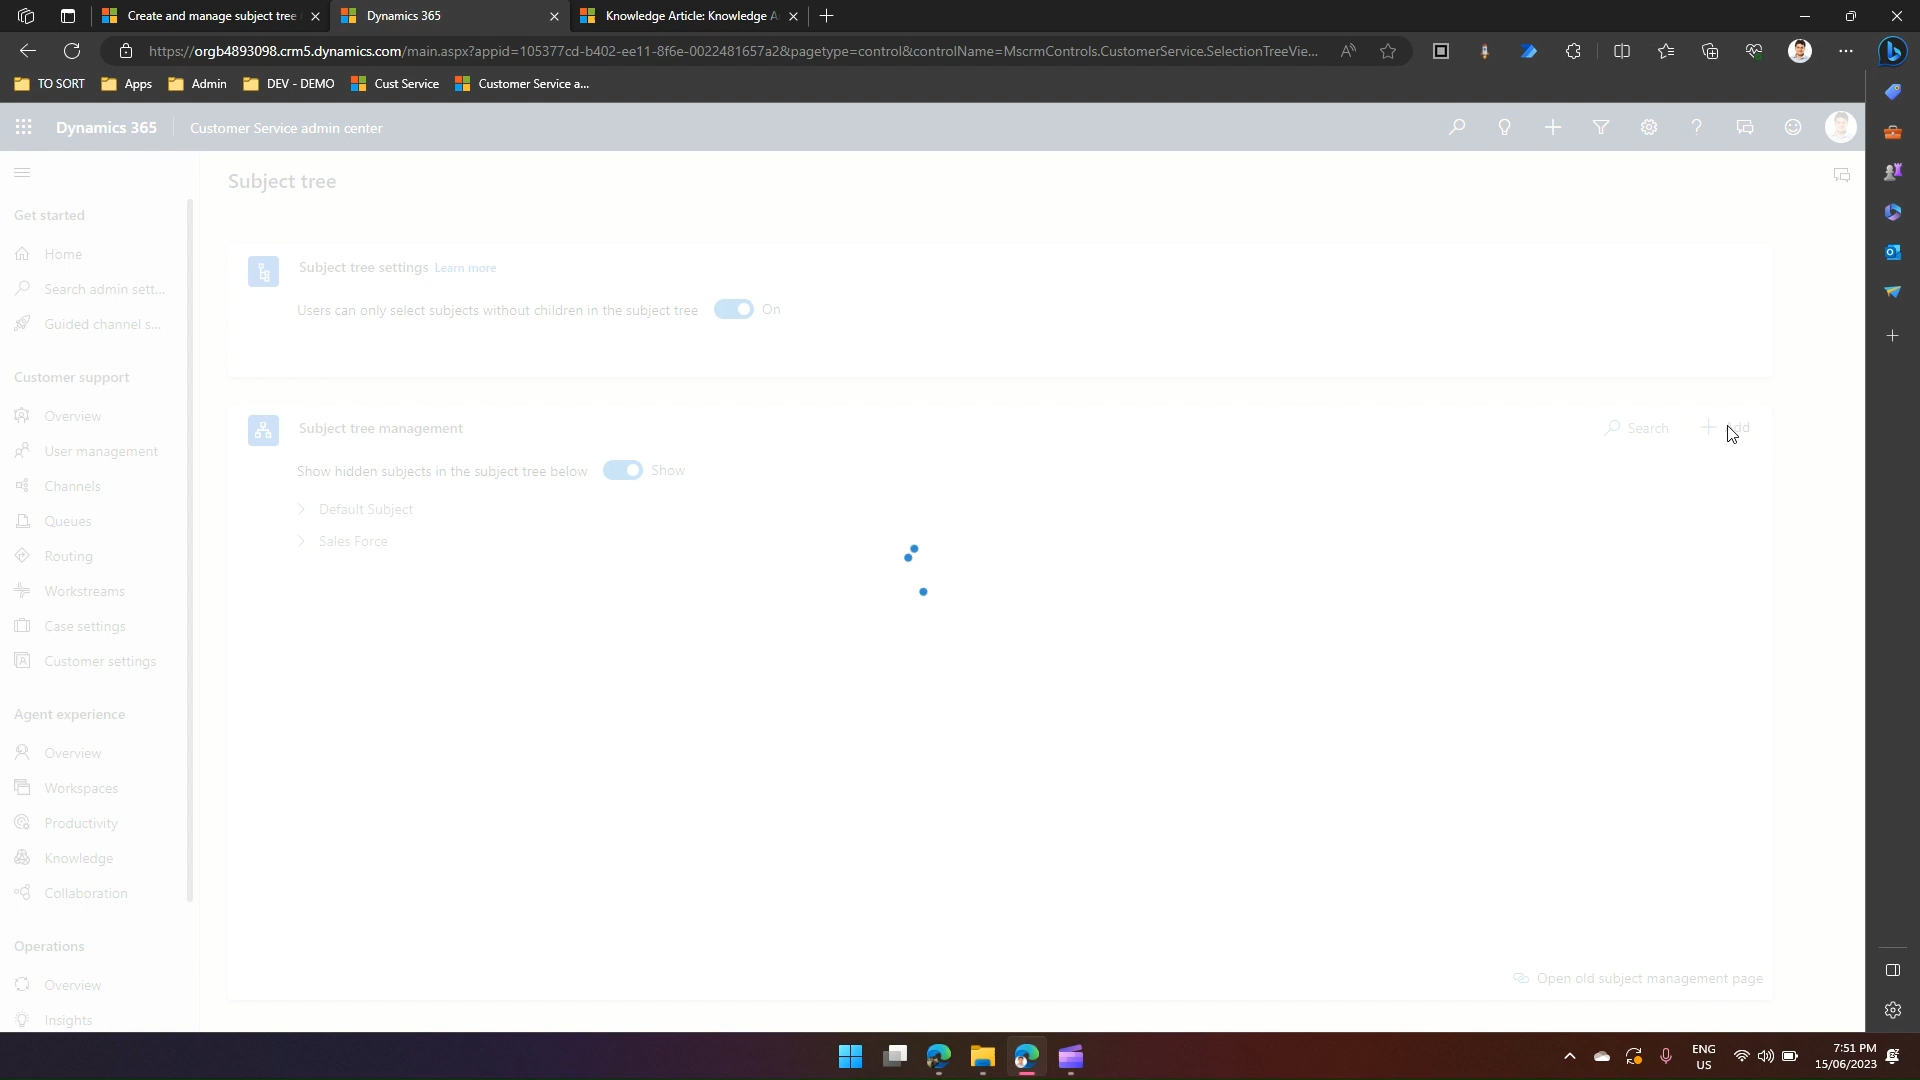 Create and manage subject tree
Dynamics 365
Knowledge Article: Knowledge A
https://orgb4893098.crm5.dynamics.com/main.aspx?appid=105377cd-b402-ee11-8f6e-0022481657a2&pagetype=control&controlName=MscrmControls.CustomerService.SelectionTreeVie...
TO SORT
Apps
Admin
DEV - DEMO
Cust Service
Customer Service a...
Dynamics 365
Customer Service admin center
Subject tree
Get started
Home
Search admin sett...
Guided channel s...
Customer support
Overview
User management
Channels
Queues
Routing
Workstreams
Case settings
Customer settings
Agent experience
Overview
Workspaces
Productivity
Knowledge
Collaboration
Operations
Overview
Insights
Subject tree settings Learn more
Users can only select subjects without children in the subject tree On
Subject tree management
Search
Add
Show hidden subjects in the subject tree below Show
Default Subject
Sales Force
Open old subject management page
ENG
US
7:51 PM
15/06/2023